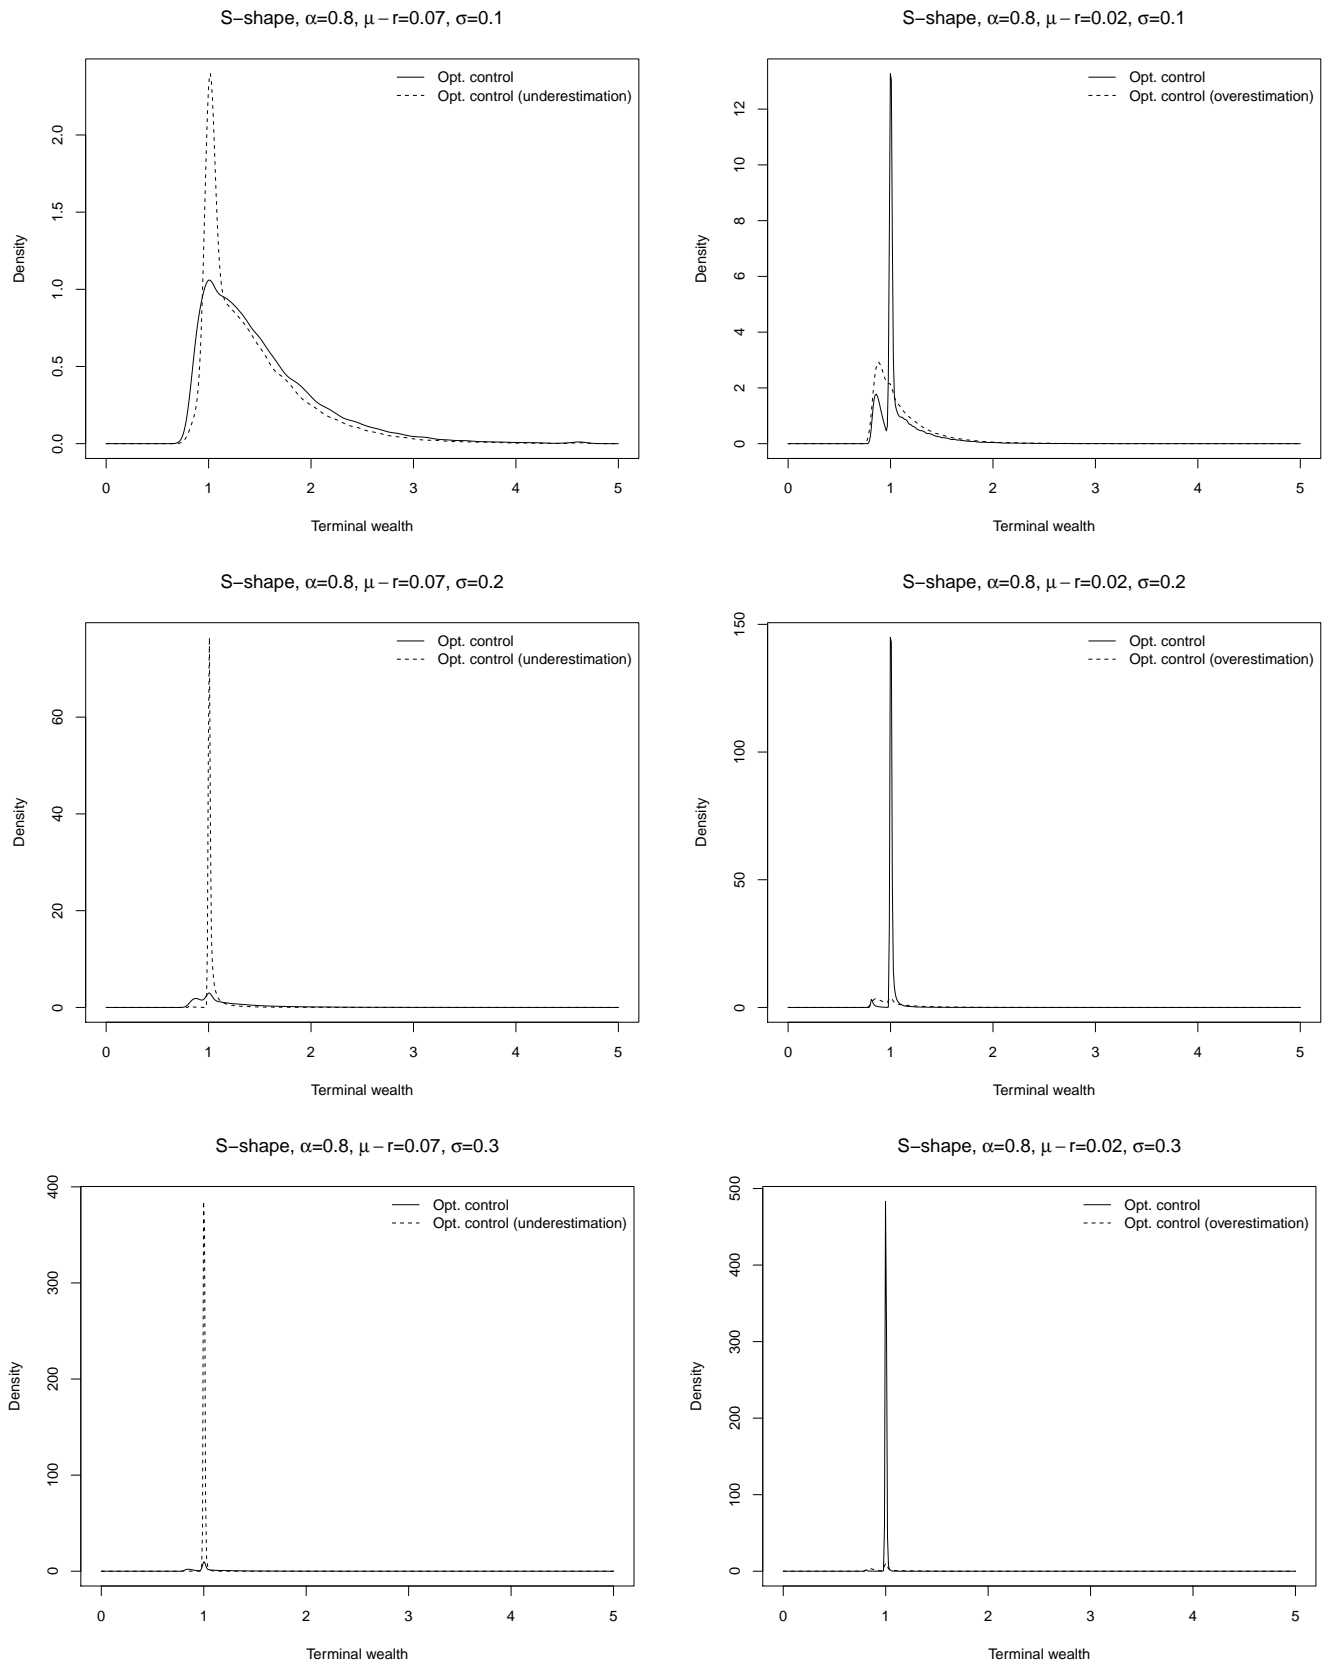 S−shape, α=0.8, μ − r=0.07, σ=0.1
Opt. control
Opt. control (underestimation)
Density
0.0 0.5 1.0 1.5 2.0
0 1 2 3 4 5
Terminal wealth
S−shape, α=0.8, μ − r=0.02, σ=0.1
Opt. control
Opt. control (overestimation)
Density
0 2 4 6 8 10 12
0 1 2 3 4 5
Terminal wealth
S−shape, α=0.8, μ − r=0.07, σ=0.2
Opt. control
Opt. control (underestimation)
Density
0 20 40 60
0 1 2 3 4 5
Terminal wealth
S−shape, α=0.8, μ − r=0.02, σ=0.2
Opt. control
Opt. control (overestimation)
Density
0 50 100 150
0 1 2 3 4 5
Terminal wealth
S−shape, α=0.8, μ − r=0.07, σ=0.3
Opt. control
Opt. control (underestimation)
Density
0 100 200 300 400
0 1 2 3 4 5
Terminal wealth
S−shape, α=0.8, μ − r=0.02, σ=0.3
Opt. control
Opt. control (overestimation)
Density
0 100 200 300 400 500
0 1 2 3 4 5
Terminal wealth